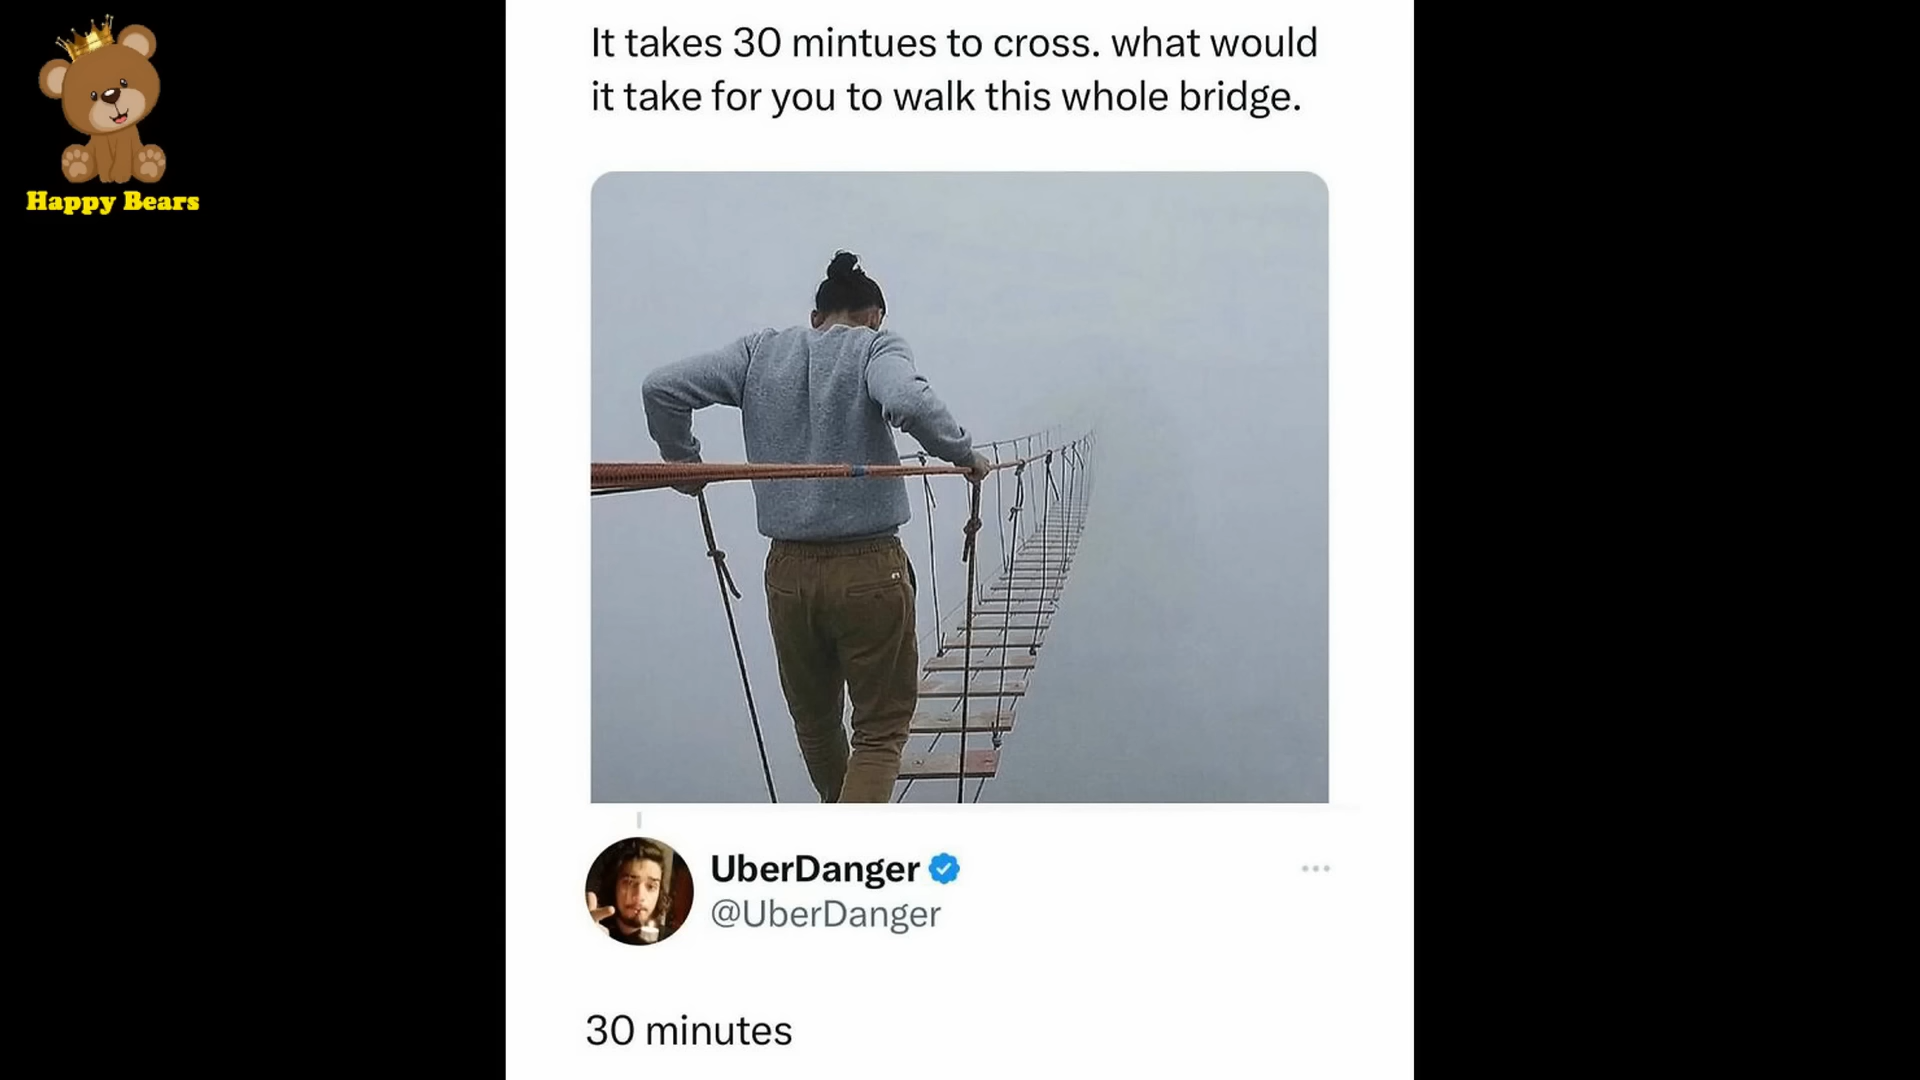 Happy Bears
It takes 30 mintues to cross. what would
it take for you to walk this whole bridge.
UberDanger
@UberDanger
30 minutes